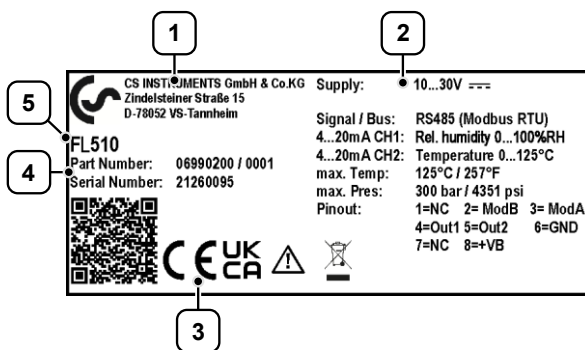 1
2
CS INSTRUMENTS GmbH & Co.KG
Zindelsteiner Straße 15
D-78052 VS-Tannheim
Supply: 10...30V
5
FL510
4
Part Number: 06990200 / 0001
Serial Number: 21260095
Signal / Bus: RS485 (Modbus RTU)
4...20mA CH1: Rel. humidity 0...100%RH
4...20mA CH2: Temperature 0...125°C
max. Temp: 125°C / 257°F
max. Pres: 300 bar / 4351 psi
Pinout: 1=NC 2= ModB 3= ModA
4=Out1 5=Out2 6=GND
7=NC 8=+VB
CE UK
CA
3